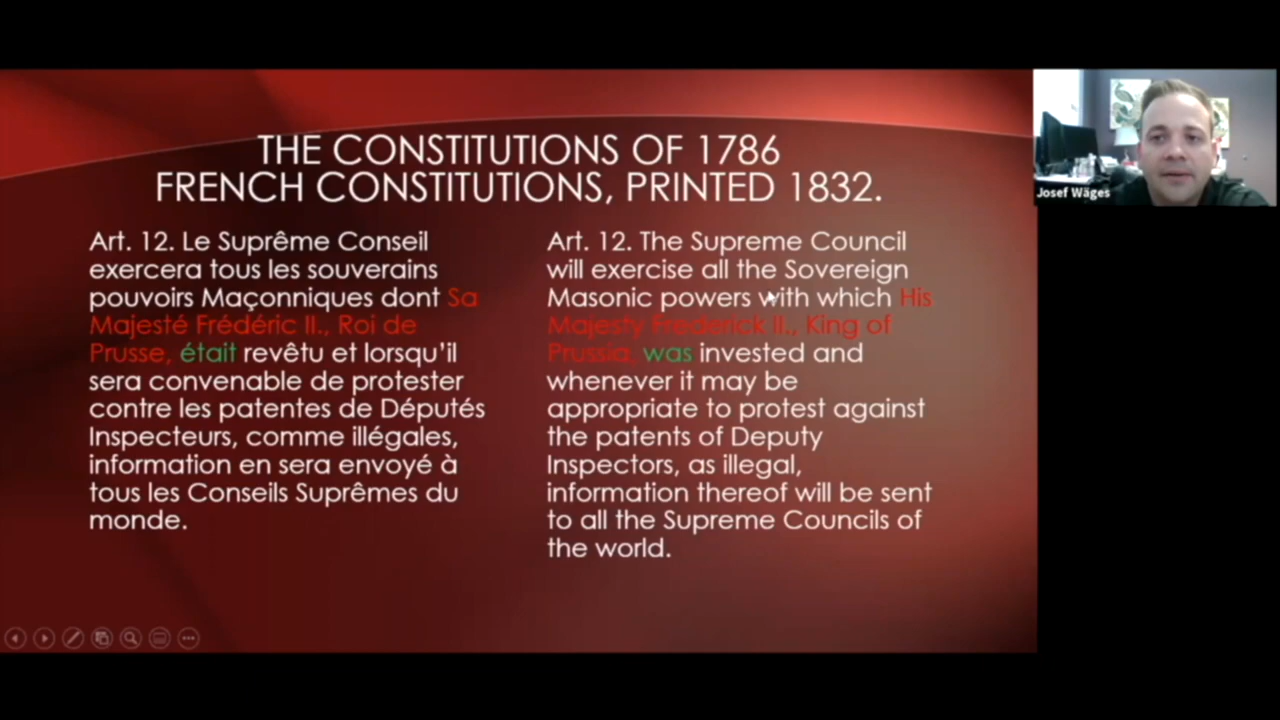 THE CONSTITUTIONS OF 1786
FRENCH CONSTITUTIONS, PRINTED 1832.
Art. 12. Le Suprême Conseil
exercera tous les souverains
pouvoirs Maçonniques dont Sa
Majesté Frédéric II., Roi de
Prusse, était revêtu et lorsqu'il
sera convenable de protester
contre les patentes de Députés
Inspecteurs, comme illégales,
information en sera envoyé à
tous les Conseils Suprêmes du
monde.
Art. 12. The Supreme Council
will exercise all the Sovereign
Masonic powers with which His
Majesty Frederick II., King of
Prussia, was invested and
whenever it may be
appropriate to protest against
the patents of Deputy
Inspectors, as illegal,
information thereof will be sent
to all the Supreme Councils of
the world.
Josef Wäges